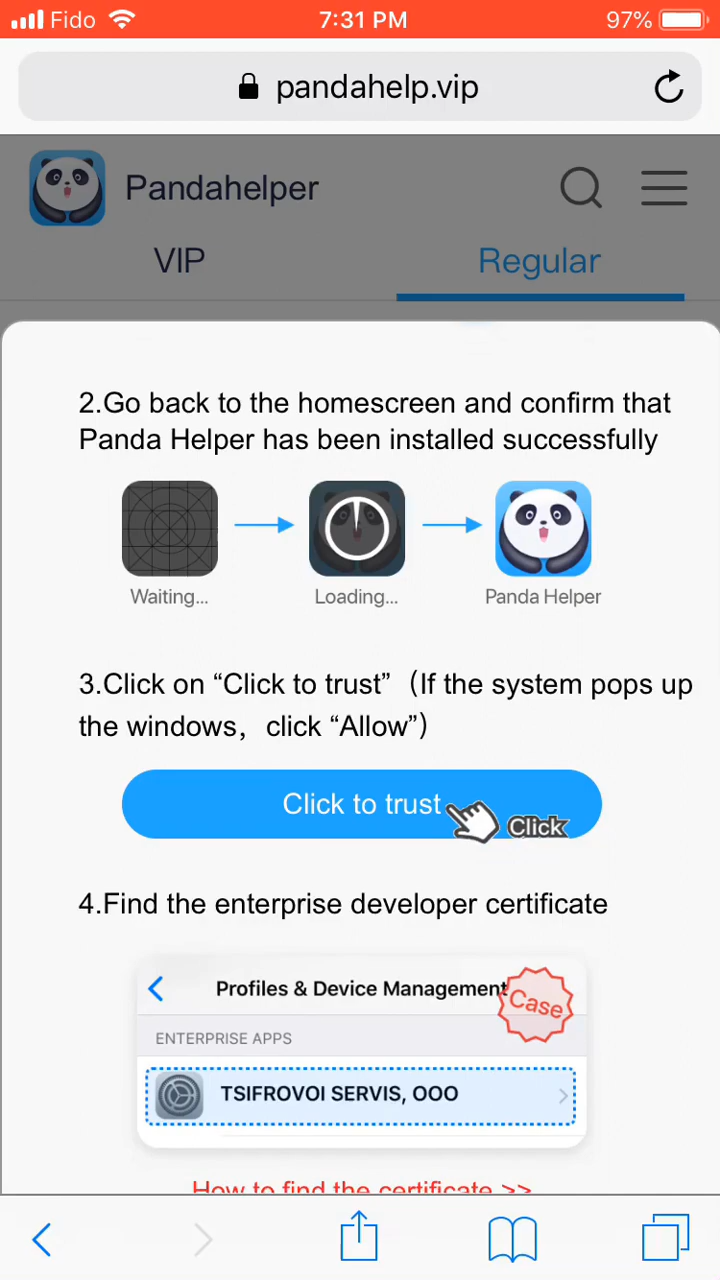 Fido 7:31 PM 97%
pandahelp.vip
Pandahelper
VIP Regular
2.Go back to the homescreen and confirm that
Panda Helper has been installed successfully
Waiting... Loading... Panda Helper
3.Click on “Click to trust”（If the system pops up
the windows，click “Allow”）
Click to trust Click
4.Find the enterprise developer certificate
Profiles & Device Management
Case
ENTERPRISE APPS
TSIFROVOI SERVIS, OOO
How to find the certificate >>